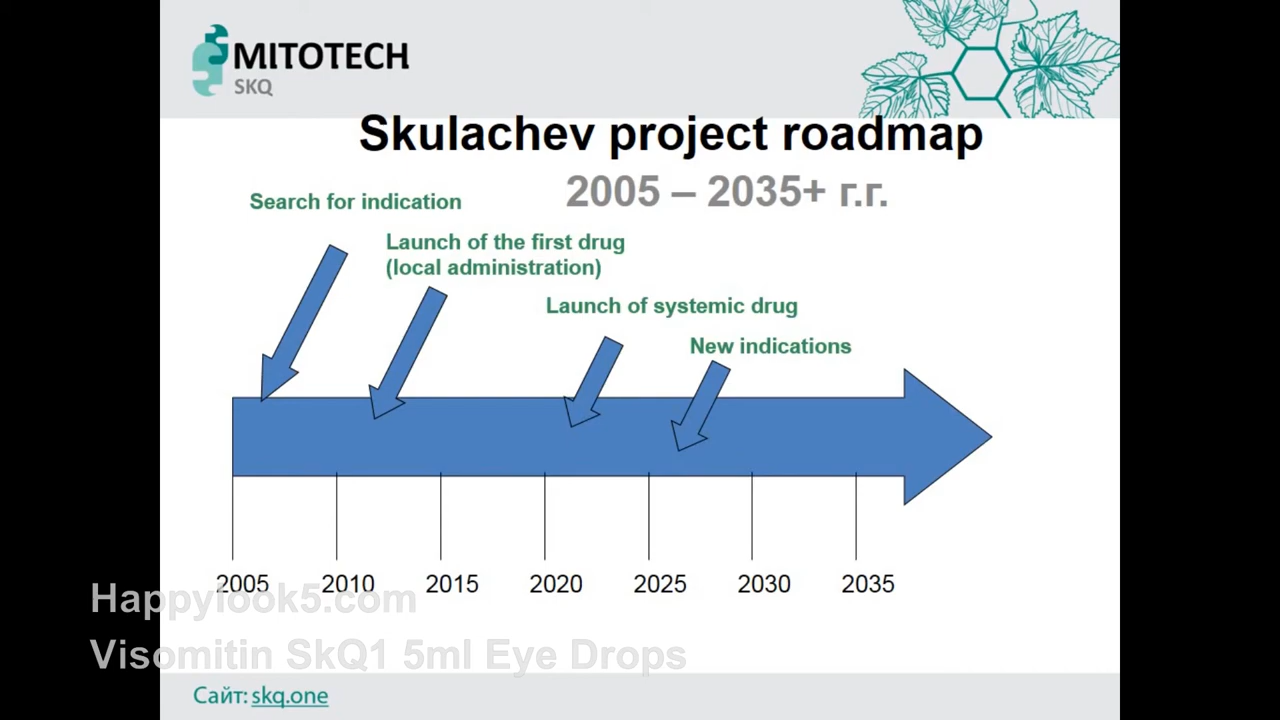 MITOTECH
SKQ
Skulachev project roadmap
2005 – 2035+ г.г.
Search for indication
Launch of the first drug
(local administration)
Launch of systemic drug
New indications
2005 2010 2015 2020 2025 2030 2035
Happylook5.com
Visomitin SkQ1 5ml Eye Drops
Сайт: skq.one